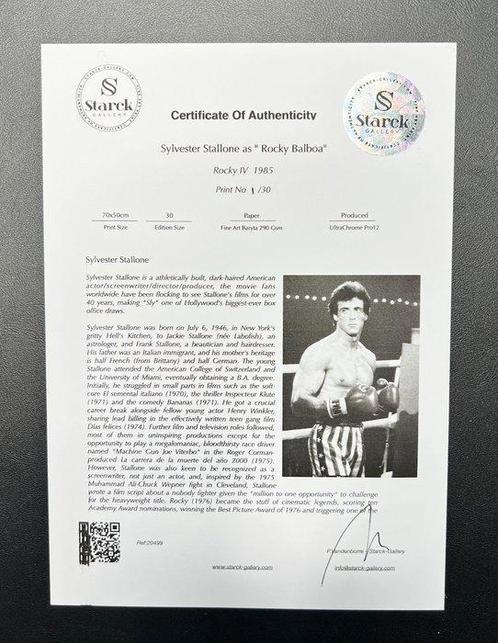 Starck
GALLERY
Starck
GALLERY
Certificate Of Authenticity
Sylvester Stallone as " Rocky Balboa"
Rocky IV 1985
Print No 1 /30
70x50cm 30 Paper Produced
Print Size Edition Size Fine Art Baryta 290 Gsm UltraChrome Pro12
Sylvester Stallone
Sylvester Stallone is a athletically built, dark-haired American
actor/screenwriter/director/producer, the movie fans
worldwide have been flocking to see Stallone's films for over
40 years, making "Sly" one of Hollywood's biggest-ever box
office draws.
Sylvester Stallone was born on July 6, 1946, in New York's
gritty Hell's Kitchen, to Jackie Stallone (née Labofish), an
astrologer, and Frank Stallone, a beautician and hairdresser.
His father was an Italian immigrant, and his mother's heritage
is half French (from Brittany) and half German. The young
Stallone attended the American College of Switzerland and
the University of Miami, eventually obtaining a B.A. degree.
Initially, he struggled in small parts in films such as the soft-
core El semental italiano (1970), the thriller Inspector Klute
(1971) and the comedy Bananas (1971). He got a crucial
career break alongside fellow young actor Henry Winkler,
sharing lead billing in the effectively written teen gang film
Días felices (1974). Further film and television roles followed,
most of them in uninspiring productions except for the
opportunity to play a megalomaniac, bloodthirsty race driver
named "Machine Gun Joe Viterbo" in the Roger Corman-
produced La carrera de la muerte del año 2000 (1975).
However, Stallone was also keen to be recognized as a
screenwriter, not just an actor, and, inspired by the 1975
Muhammad Ali-Chuck Wepner fight in Cleveland, Stallone
wrote a film script about a nobody fighter given the "million to one opportunity" to challenge
for the heavyweight title. Rocky (1976) became the stuff of cinematic legends, scoring ten
Academy Award nominations, winning the Best Picture Award of 1976 and triggering one of the
Ref:20499
P.Vandenborre - Starck-Gallery
www.starck-gallery.com
info@starck-gallery.com